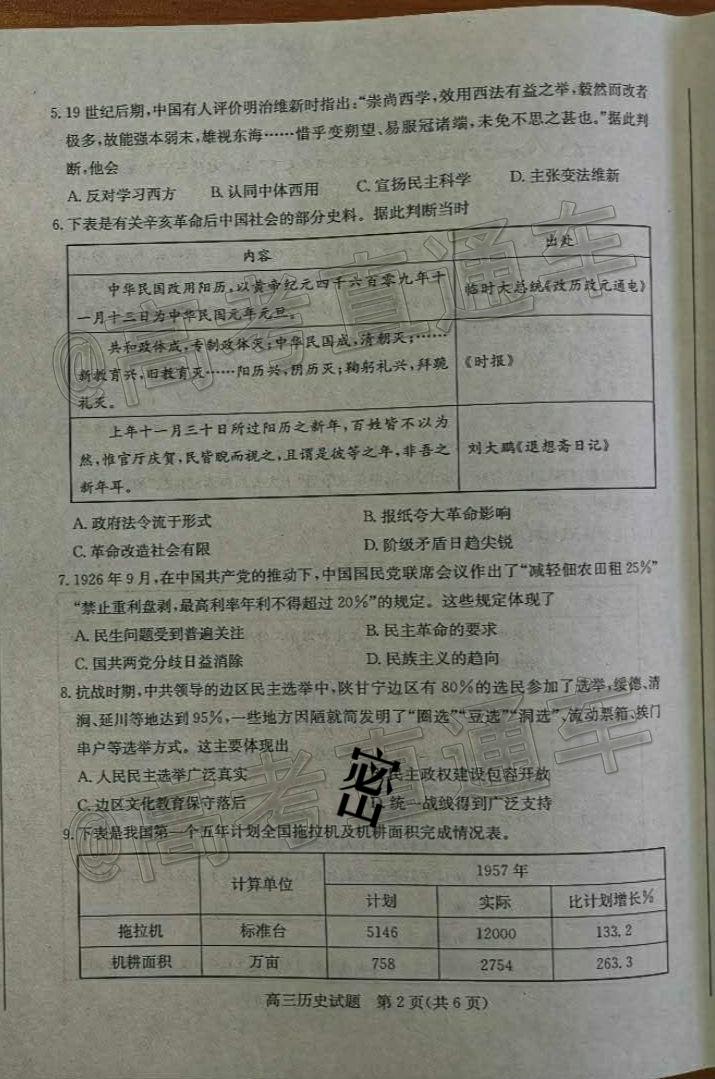 5.19世纪后期,中国有人评价明治维新时指出:“崇尚西学,效用西法有益之举,毅然而改者
极多,故能强本弱末,雄视东海……惜乎变朔望、易服冠诸端,未免不思之甚也。”据此判
断,他会
A.反对学习西方 B.认同中体西用 C.宣扬民主科学 D.主张变法维新
6.下表是有关辛亥革命后中国社会的部分史料。据此判断当时
内容 出处
中华民国改用阳历,以黄帝纪元四千六百零九年十
一月十三日为中华民国元年元旦。
临时大总统《改历改元通电》
共和政体成,专制政体灭;中华民国成,清朝灭;……
新教育兴,旧教育灭……阳历兴,阴历灭;鞠躬礼兴,拜跪
礼灭。
《时报》
上年十一月三十日所过阳历之新年,百姓皆不以为
然,惟官厅庆贺,民皆睨而视之,且谓是彼等之年,非吾之
新年耳。
刘大鹏《退想斋日记》
A.政府法令流于形式 B.报纸夸大革命影响
C.革命改造社会有限 D.阶级矛盾日趋尖锐
7.1926年9月,在中国共产党的推动下,中国国民党联席会议作出了“减轻佃农田租25%”
“禁止重利盘剥,最高利率年利不得超过20%”的规定。这些规定体现了
A.民生问题受到普遍关注 B.民主革命的要求
C.国共两党分歧日益消除 D.民族主义的趋向
8.抗战时期,中共领导的边区民主选举中,陕甘宁边区有80%的选民参加了选举,绥德、清
涧、延川等地达到95%,一些地方因陋就简发明了“圈选”“豆选”“洞选”、流动票箱、挨门
串户等选举方式。这主要体现出
A.人民民主选举广泛真实 民主政权建设包容开放
C.边区文化教育保守落后 统一战线得到广泛支持
9.下表是我国第一个五年计划全国拖拉机及机耕面积完成情况表。
计算单位 1957年
计划 实际 比计划增长%
拖拉机 标准台 5146 12000 133.2
机耕面积 万亩 758 2754 263.3
高三历史试题 第2页(共6页)
@高考直通车
@高考直通车